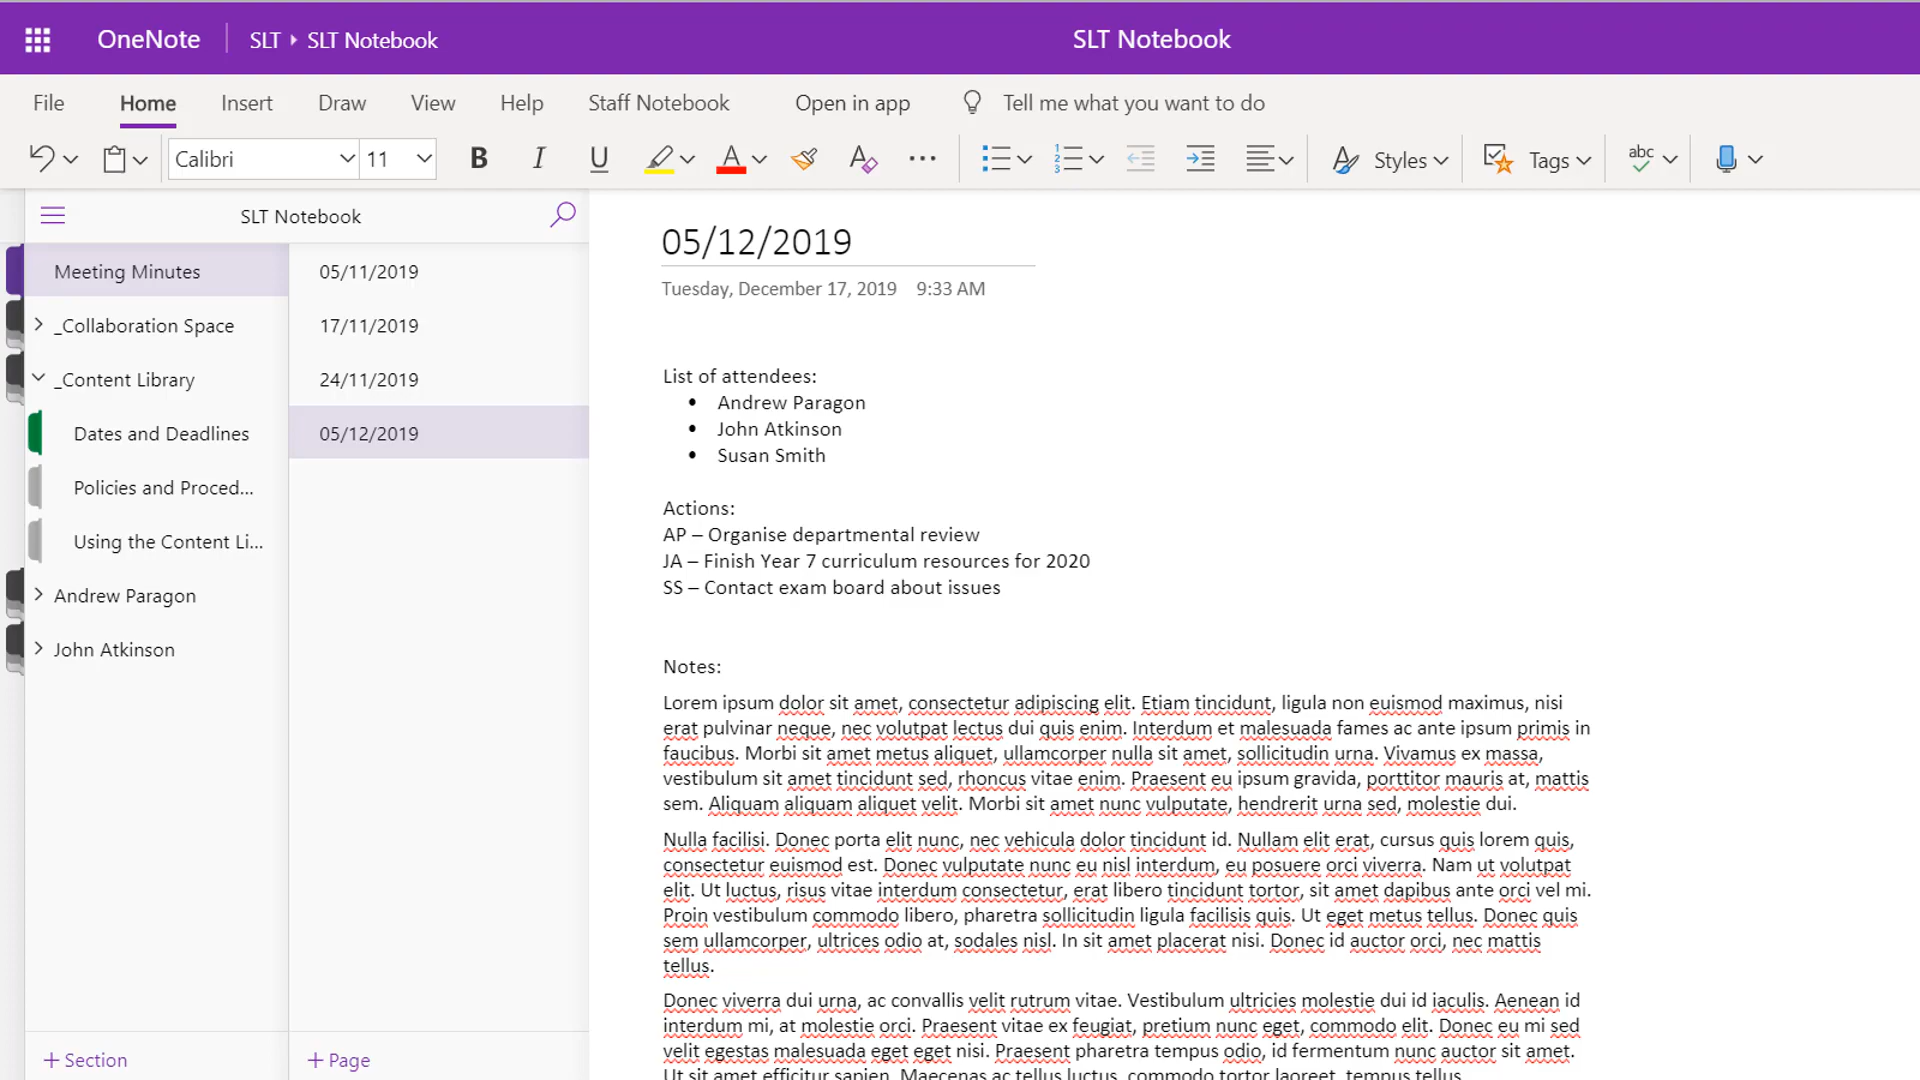 OneNote SLT SLT Notebook SLT Notebook
File Home Insert Draw View Help Staff Notebook Open in app Tell me what you want to do
Calibri 11 B I U A A Styles Tags abc
SLT Notebook
Meeting Minutes
_Collaboration Space
_Content Library
Dates and Deadlines
Policies and Proced...
Using the Content Li...
Andrew Paragon
John Atkinson
+ Section
05/11/2019
17/11/2019
24/11/2019
05/12/2019
+ Page
05/12/2019
Tuesday, December 17, 2019 9:33 AM
List of attendees:
• Andrew Paragon
• John Atkinson
• Susan Smith
Actions:
AP – Organise departmental review
JA – Finish Year 7 curriculum resources for 2020
SS – Contact exam board about issues
Notes:
Lorem ipsum dolor sit amet, consectetur adipiscing elit. Etiam tincidunt, ligula non euismod maximus, nisi
erat pulvinar neque, nec volutpat lectus dui quis enim. Interdum et malesuada fames ac ante ipsum primis in
faucibus. Morbi sit amet metus aliquet, ullamcorper nulla sit amet, sollicitudin urna. Vivamus ex massa,
vestibulum sit amet tincidunt sed, rhoncus vitae enim. Praesent eu ipsum gravida, porttitor mauris at, mattis
sem. Aliquam aliquam aliquet velit. Morbi sit amet nunc vulputate, hendrerit urna sed, molestie dui.
Nulla facilisi. Donec porta elit nunc, nec vehicula dolor tincidunt id. Nullam elit erat, cursus quis lorem quis,
consectetur euismod est. Donec vulputate nunc eu nisl interdum, eu posuere orci viverra. Nam ut volutpat
elit. Ut luctus, risus vitae interdum consectetur, erat libero tincidunt tortor, sit amet dapibus ante orci vel mi.
Proin vestibulum commodo libero, pharetra sollicitudin ligula facilisis quis. Ut eget metus tellus. Donec quis
sem ullamcorper, ultrices odio at, sodales nisl. In sit amet placerat nisi. Donec id auctor orci, nec mattis
tellus.
Donec viverra dui urna, ac convallis velit rutrum vitae. Vestibulum ultricies molestie dui id iaculis. Aenean id
interdum mi, at molestie orci. Praesent vitae ex feugiat, pretium nunc eget, commodo elit. Donec eu mi sed
velit egestas malesuada eget eget nisi. Praesent pharetra tempus odio, id fermentum nunc auctor sit amet.
Ut sit amet efficitur sapien. Maecenas ac tellus luctus, commodo tortor laoreet, tempus tellus.